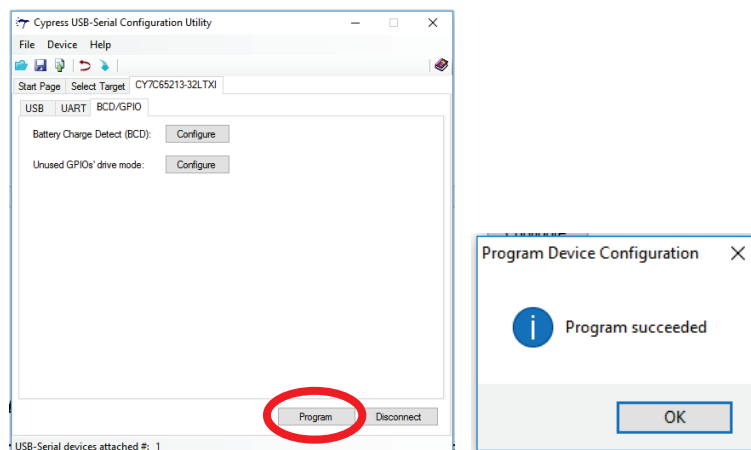 Cypress USB-Serial Configuration Utility
File Device Help
Start Page Select Target CY7C65213-32LTXI
USB UART BCD/GPIO
Battery Charge Detect (BCD): Configure
Unused GPIOs' drive mode: Configure
Program Disconnect
USB-Serial devices attached #: 1
Program Device Configuration
Program succeeded
OK